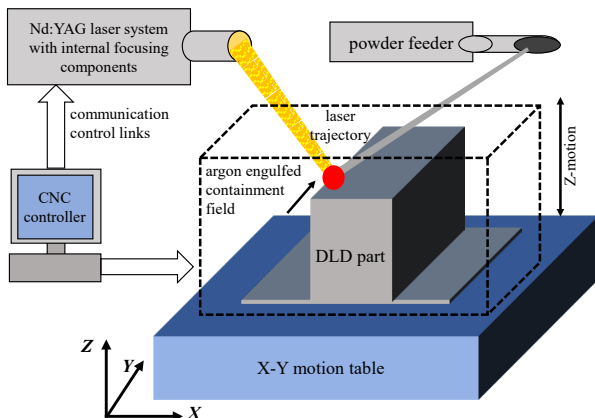 Nd:YAG laser system
with internal focusing
components
powder feeder
communication
control links
laser
trajectory
Z-motion
argon engulfed
containment
field
CNC
controller
DLD part
X-Y motion table
Z
Y
X